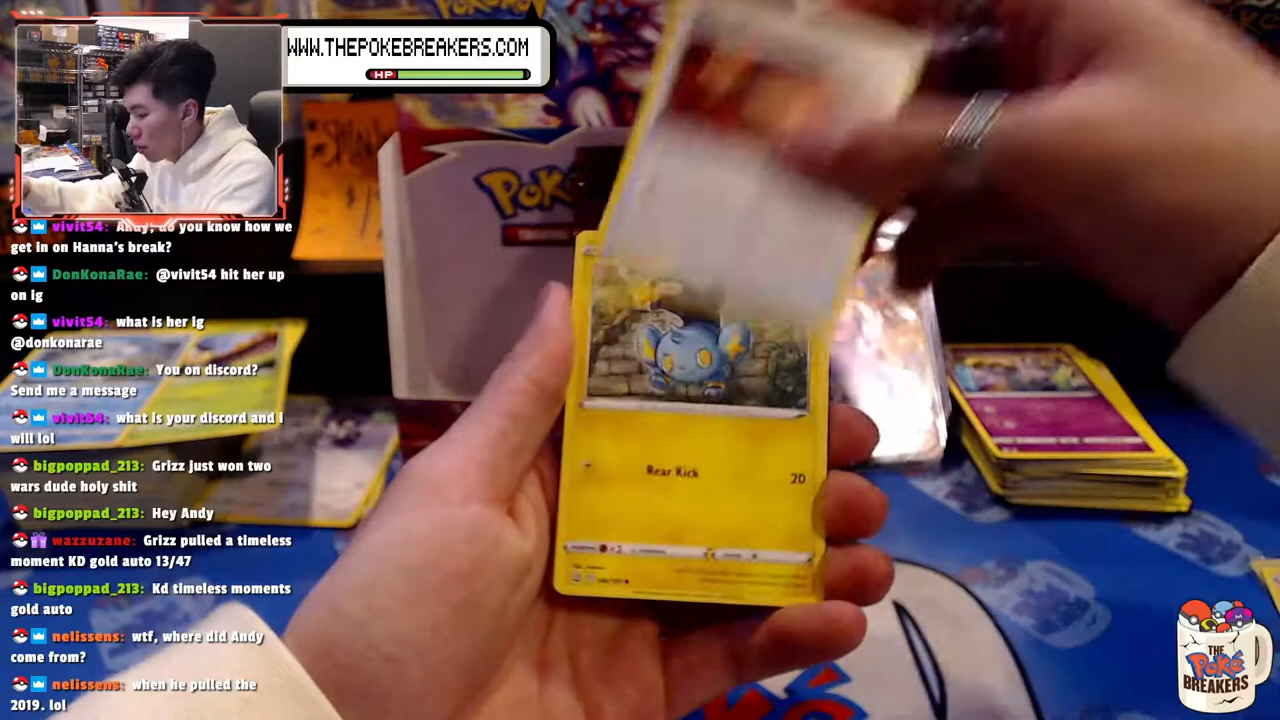 WWW.THEPOKEBREAKERS.COM
HP
vivit54: Andy, do you know how we
get in on Hanna's break?
DonKonaRae: @vivit54 hit her up
on ig
vivit54: what is her ig
@donkonarae
DonKonaRae: You on discord?
Send me a message
vivit54: what is your discord and i
will lol
bigpoppad_213: Grizz just won two
wars dude holy shit
bigpoppad_213: Hey Andy
wazzuzane: Grizz pulled a timeless
moment KD gold auto 13/47
bigpoppad_213: Kd timeless moments
gold auto
nelissens: wtf, where did Andy
come from?
nelissens: when he pulled the
2019. lol
Rear Kick 20
THE
Poké
BREAKERS